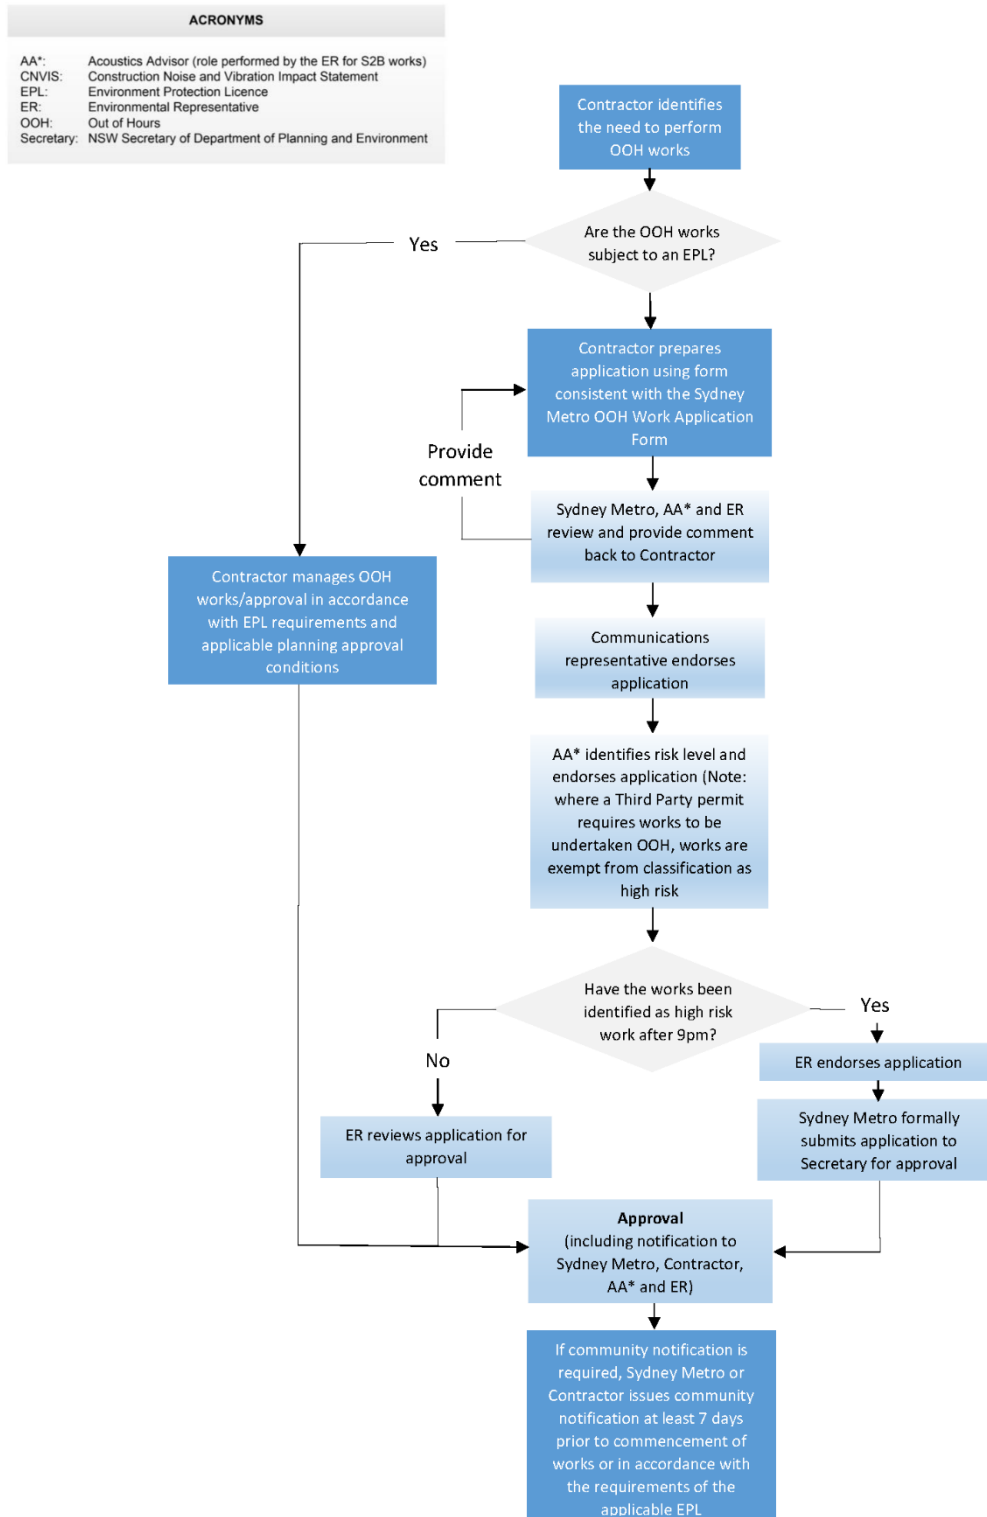 ACRONYMS
AA*: Acoustics Advisor (role performed by the ER for S2B works)
CNVIS: Construction Noise and Vibration Impact Statement
EPL: Environment Protection Licence
ER: Environmental Representative
OOH: Out of Hours
Secretary: NSW Secretary of Department of Planning and Environment
Contractor identifies
the need to perform
OOH works
Are the OOH works
subject to an EPL?
Yes
Contractor prepares
application using form
consistent with the Sydney
Metro OOH Work Application
Form
Provide
comment
Sydney Metro, AA* and ER
review and provide comment
back to Contractor
Contractor manages OOH
works/approval in accordance
with EPL requirements and
applicable planning approval
conditions
Communications
representative endorses
application
AA* identifies risk level and
endorses application (Note:
where a Third Party permit
requires works to be
undertaken OOH, works are
exempt from classification as
high risk
Have the works been
identified as high risk
work after 9pm?
Yes
No
ER endorses application
ER reviews application for
approval
Sydney Metro formally
submits application to
Secretary for approval
Approval
(including notification to
Sydney Metro, Contractor,
AA* and ER)
If community notification is
required, Sydney Metro or
Contractor issues community
notification at least 7 days
prior to commencement of
works or in accordance with
the requirements of the
applicable EPL